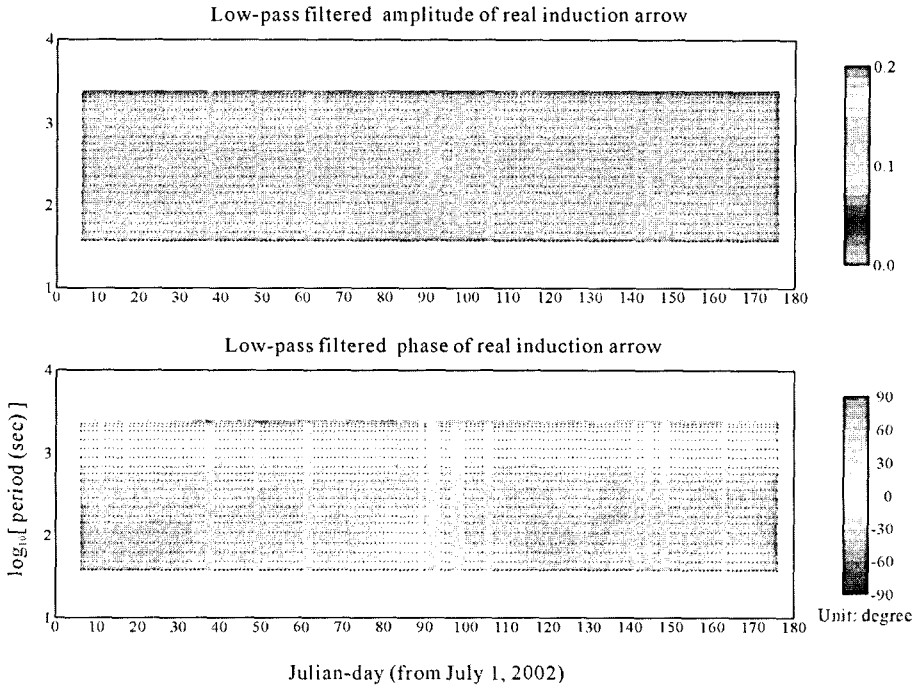 Low-pass filtered amplitude of real induction arrow
4
3
2
1
0 10 20 30 40 50 60 70 80 90 100 110 120 130 140 150 160 170 180
0.2
0.1
0.0
Low-pass filtered phase of real induction arrow
log10[ period (sec) ]
4
3
2
1
0 10 20 30 40 50 60 70 80 90 100 110 120 130 140 150 160 170 180
90
60
30
0
-30
-60
-90
Unit: degree
Julian-day (from July 1, 2002)